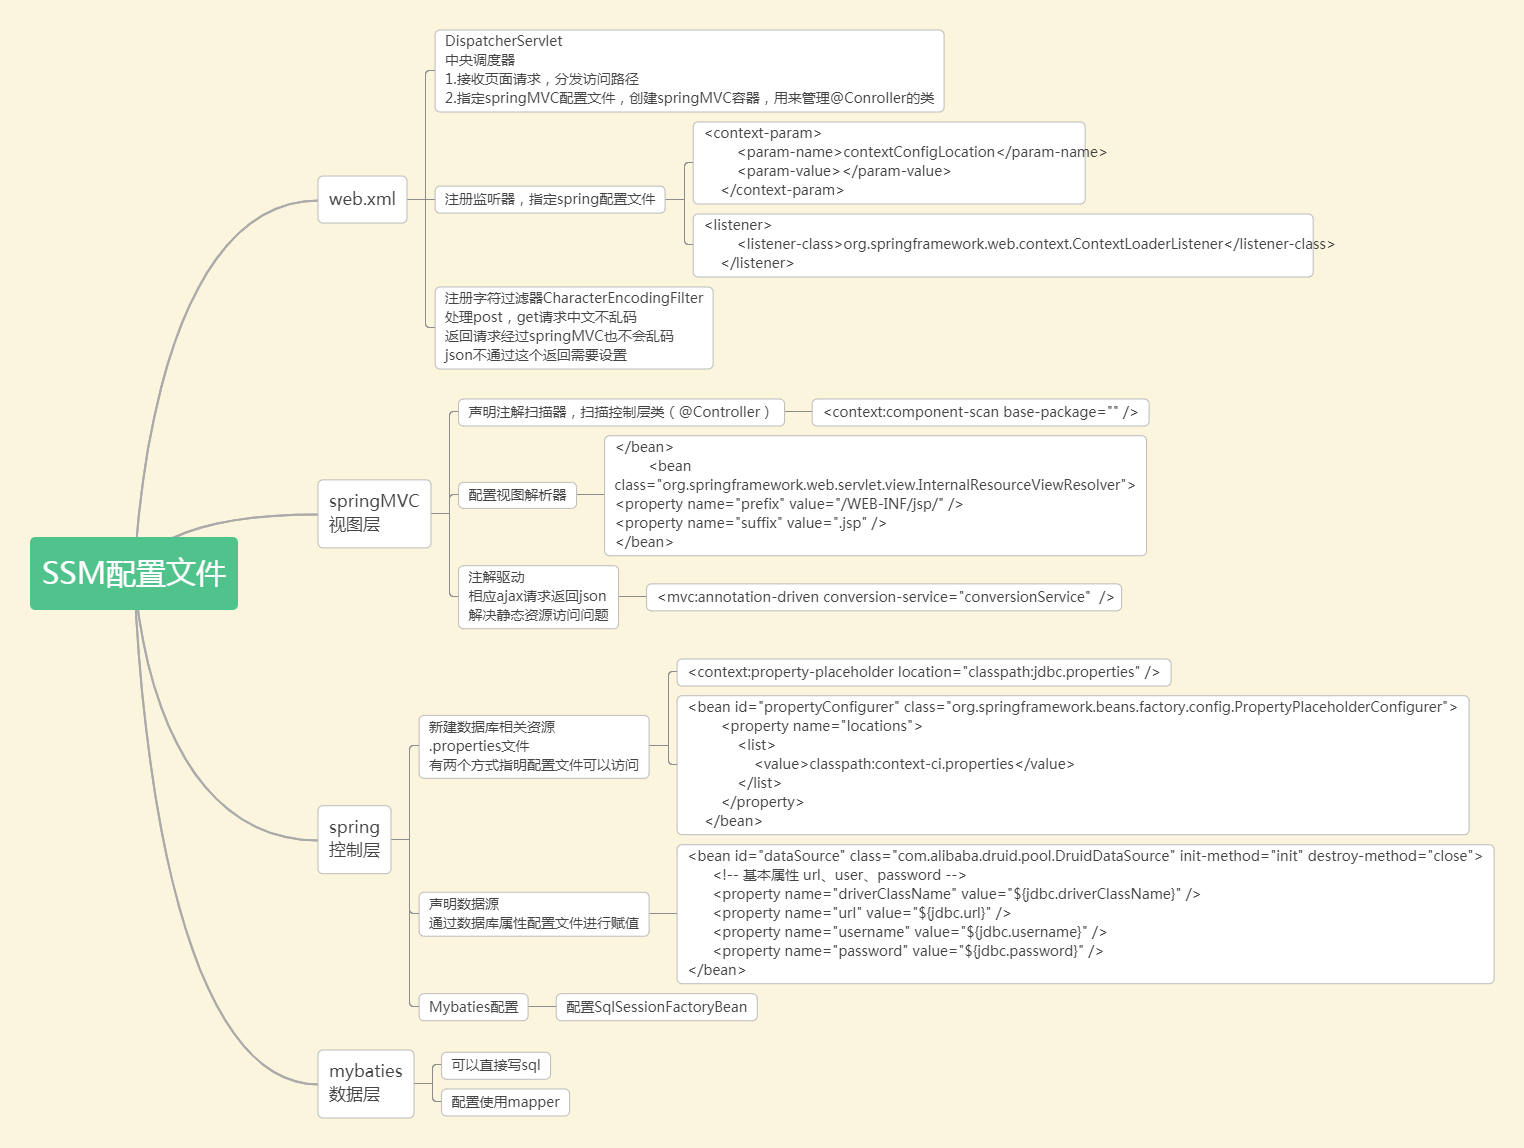 SSM配置文件
web.xml
DispatcherServlet
中央调度器
1.接收页面请求，分发访问路径
2.指定springMVC配置文件，创建springMVC容器，用来管理@Conroller的类
注册监听器，指定spring配置文件
<context-param>
<param-name>contextConfigLocation</param-name>
<param-value></param-value>
</context-param>
<listener>
<listener-class>org.springframework.web.context.ContextLoaderListener</listener-class>
</listener>
注册字符过滤器CharacterEncodingFilter
处理post，get请求中文不乱码
返回请求经过springMVC也不会乱码
json不通过这个返回需要设置
springMVC
视图层
声明注解扫描器，扫描控制层类（@Controller）
<context:component-scan base-package="" />
配置视图解析器
</bean>
<bean
class="org.springframework.web.servlet.view.InternalResourceViewResolver">
<property name="prefix" value="/WEB-INF/jsp/" />
<property name="suffix" value=".jsp" />
</bean>
注解驱动
相应ajax请求返回json
解决静态资源访问问题
<mvc:annotation-driven conversion-service="conversionService"  />
spring
控制层
新建数据库相关资源
.properties文件
有两个方式指明配置文件可以访问
<context:property-placeholder location="classpath:jdbc.properties" />
<bean id="propertyConfigurer" class="org.springframework.beans.factory.config.PropertyPlaceholderConfigurer">
<property name="locations">
<list>
<value>classpath:context-ci.properties</value>
</list>
</property>
</bean>
声明数据源
通过数据库属性配置文件进行赋值
<bean id="dataSource" class="com.alibaba.druid.pool.DruidDataSource" init-method="init" destroy-method="close">
<!-- 基本属性 url、user、password -->
<property name="driverClassName" value="${jdbc.driverClassName}" />
<property name="url" value="${jdbc.url}" />
<property name="username" value="${jdbc.username}" />
<property name="password" value="${jdbc.password}" />
</bean>
Mybaties配置
配置SqlSessionFactoryBean
mybaties
数据层
可以直接写sql
配置使用mapper